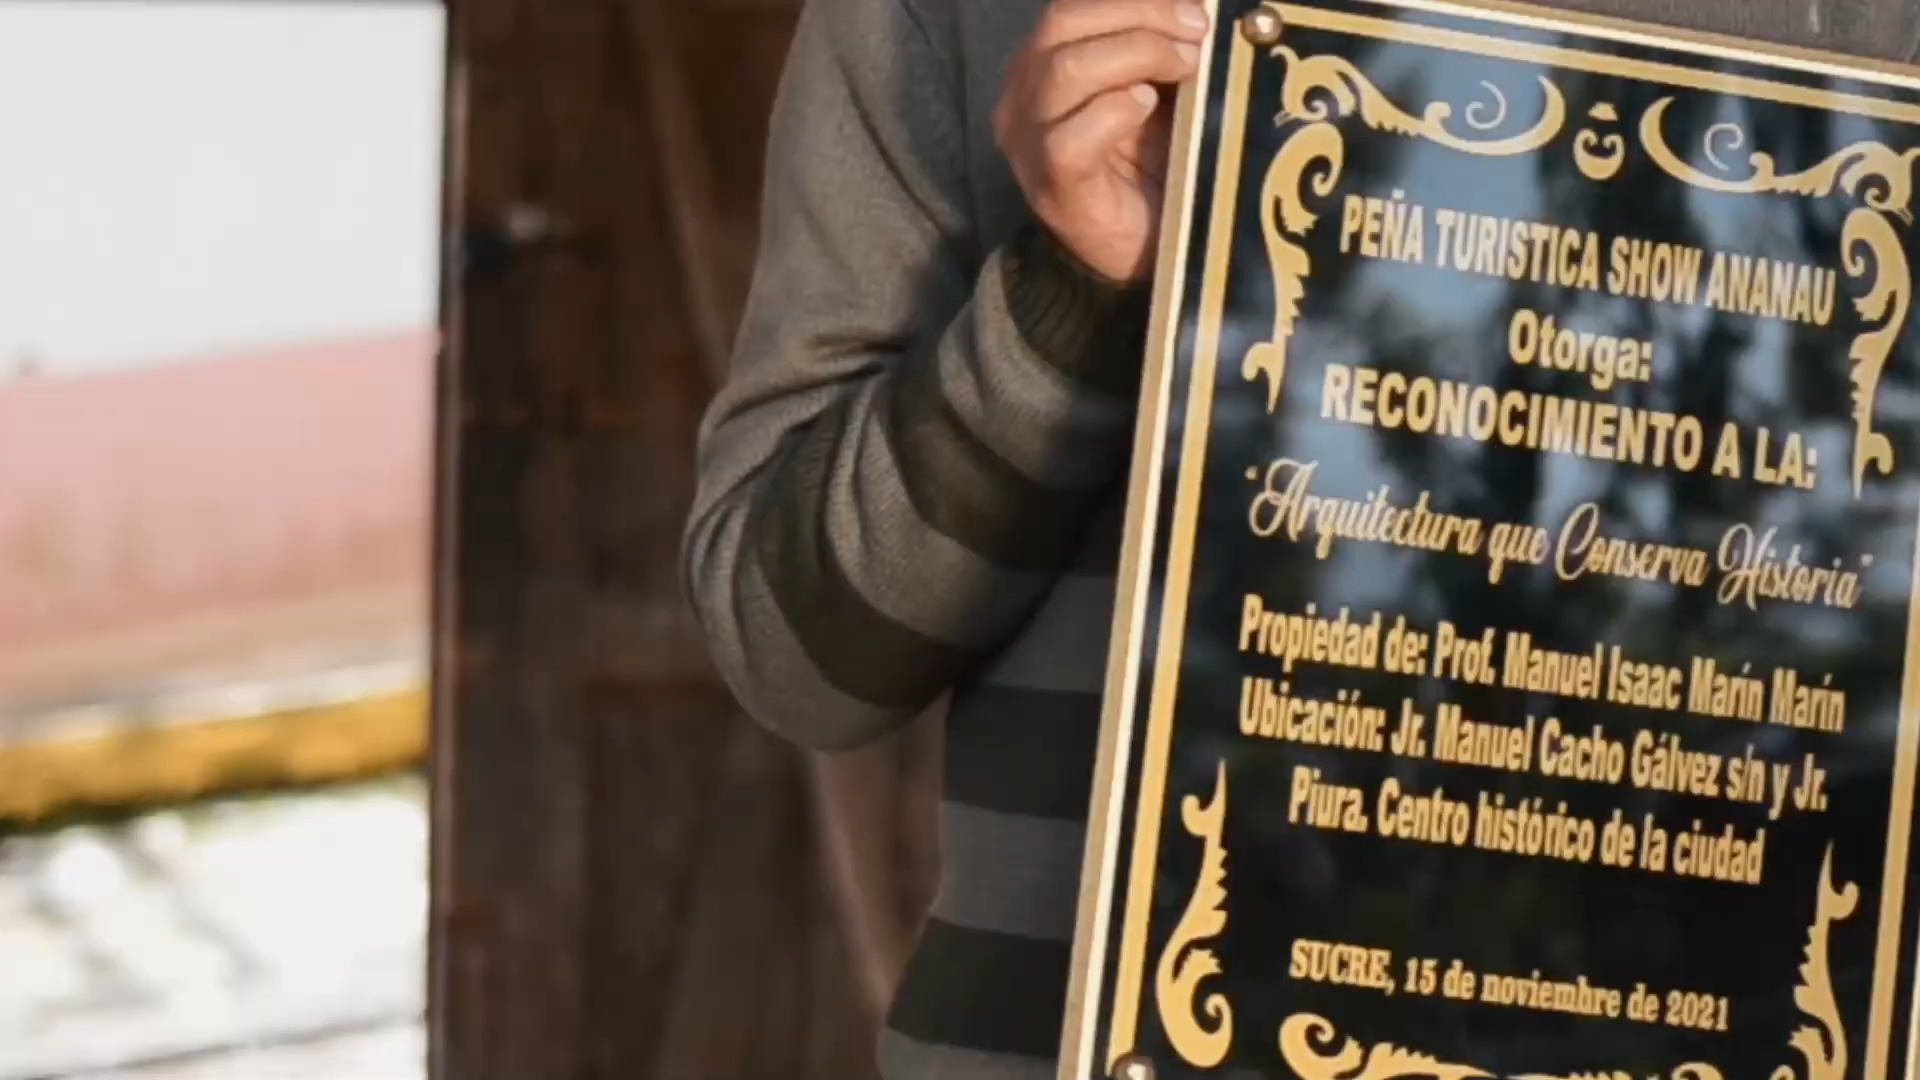 PEÑA TURISTICA SHOW ANANAU
Otorga:
RECONOCIMIENTO A LA:
"Arquitectura que Conserva Historia"
Propiedad de: Prof. Manuel Isaac Marín Marín
Ubicación: Jr. Manuel Cacho Gálvez s/n y Jr.
Piura. Centro histórico de la ciudad
SUCRE, 15 de noviembre de 2021